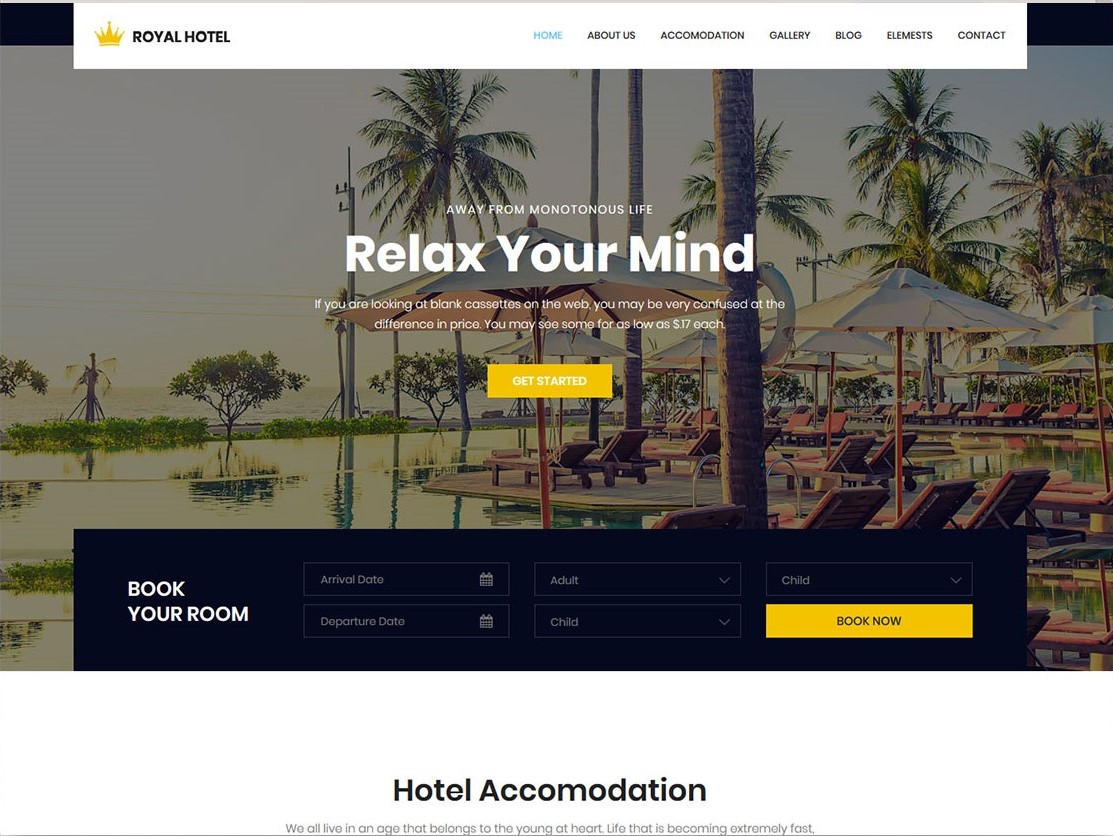 ROYAL HOTEL
HOME ABOUT US ACCOMODATION GALLERY BLOG ELEMESTS CONTACT
AWAY FROM MONOTONOUS LIFE
Relax Your Mind
If you are looking at blank cassettes on the web, you may be very confused at the
difference in price. You may see some for as low as $.17 each.
GET STARTED
BOOK
YOUR ROOM
Arrival Date
Departure Date
Adult
Child
Child
BOOK NOW
Hotel Accomodation
We all live in an age that belongs to the young at heart. Life that is becoming extremely fast,